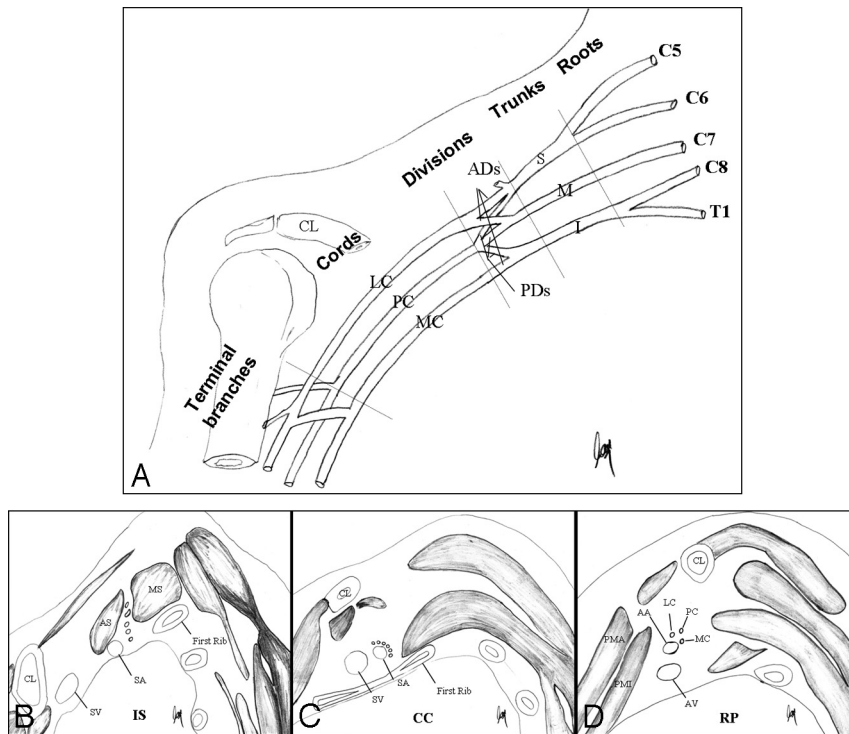 Roots
Trunks
Divisions
Cords
Terminal
branches
C5
C6
C7
C8
T1
S
M
I
ADs
PDs
CL
LC
PC
MC
A
MS
AS
First Rib
SA
CL
SV
B
IS
CL
SA
First Rib
SV
C
CC
CL
LC
AA
PC
MC
PMA
PMI
AV
D
RP